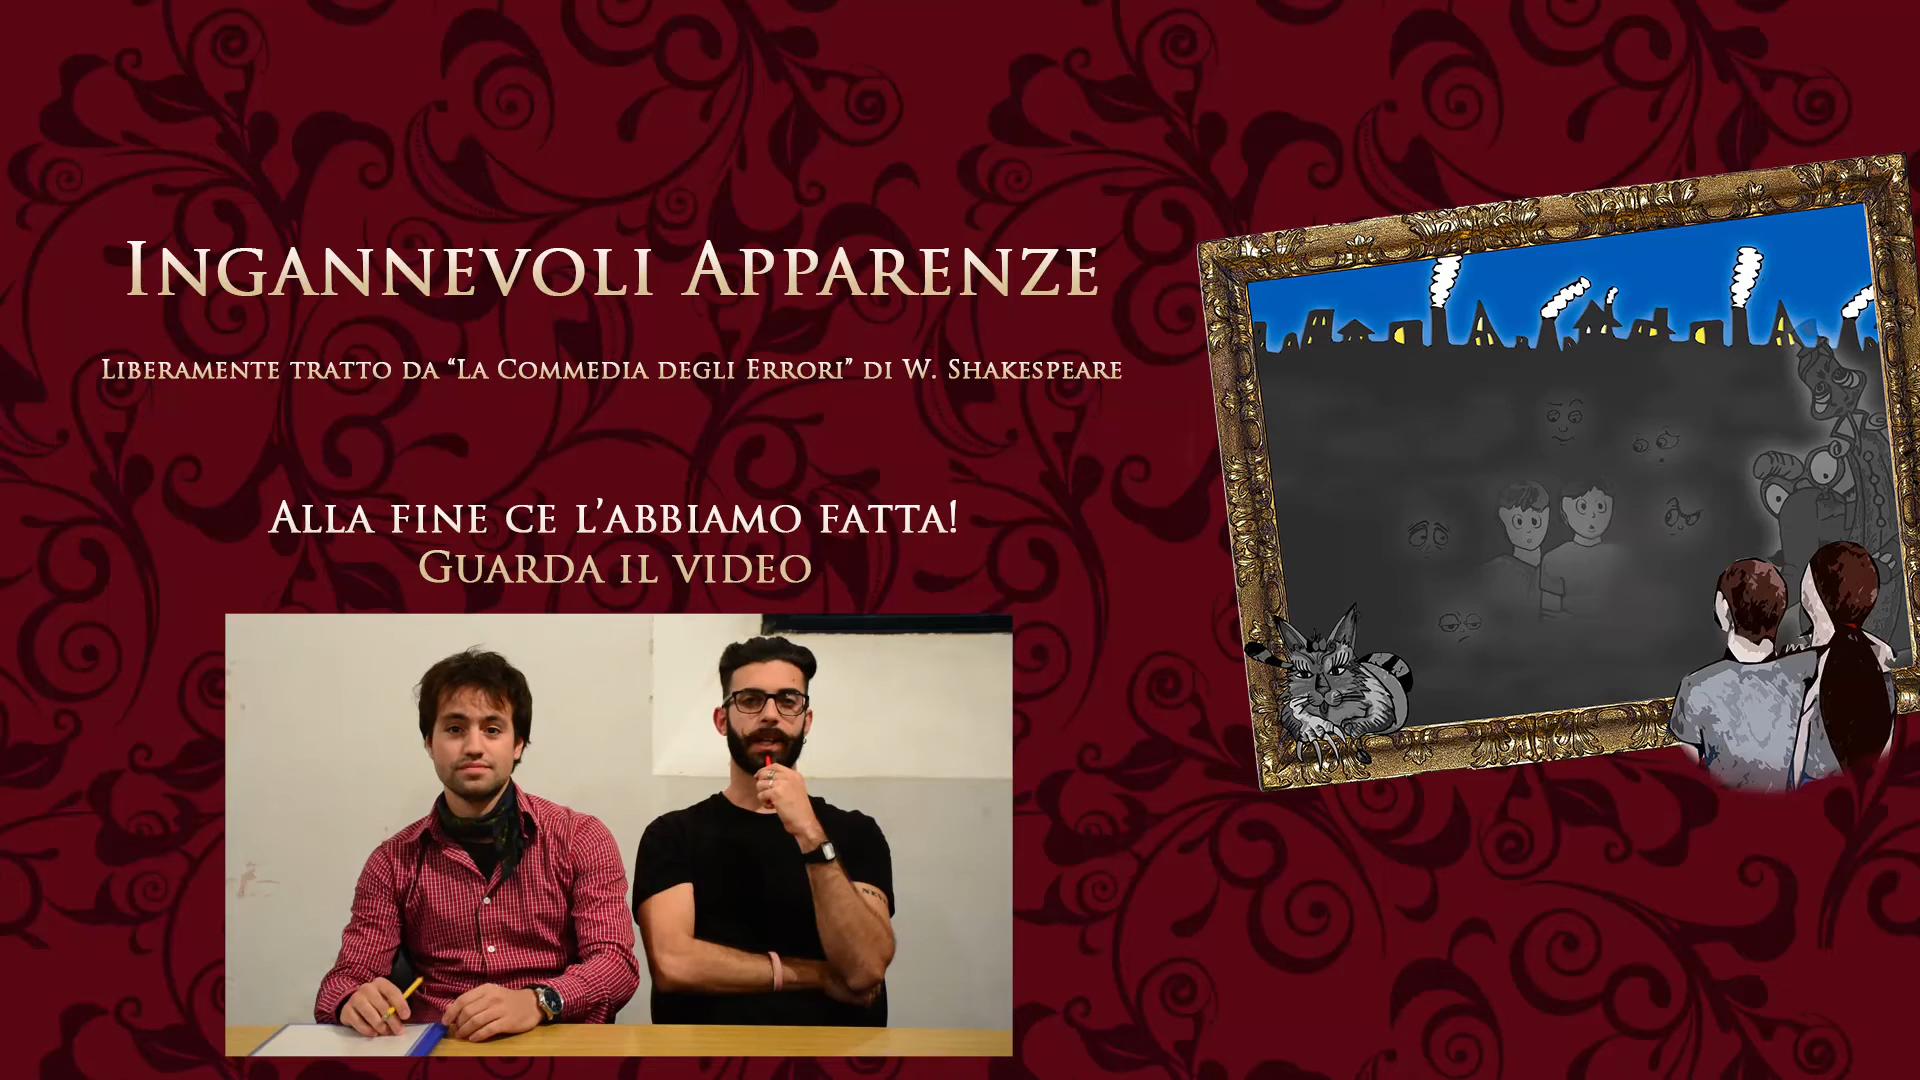 Ingannevoli Apparenze
Liberamente tratto da “La Commedia degli Errori” di W. Shakespeare
Alla fine ce l’abbiamo fatta!
Guarda il video